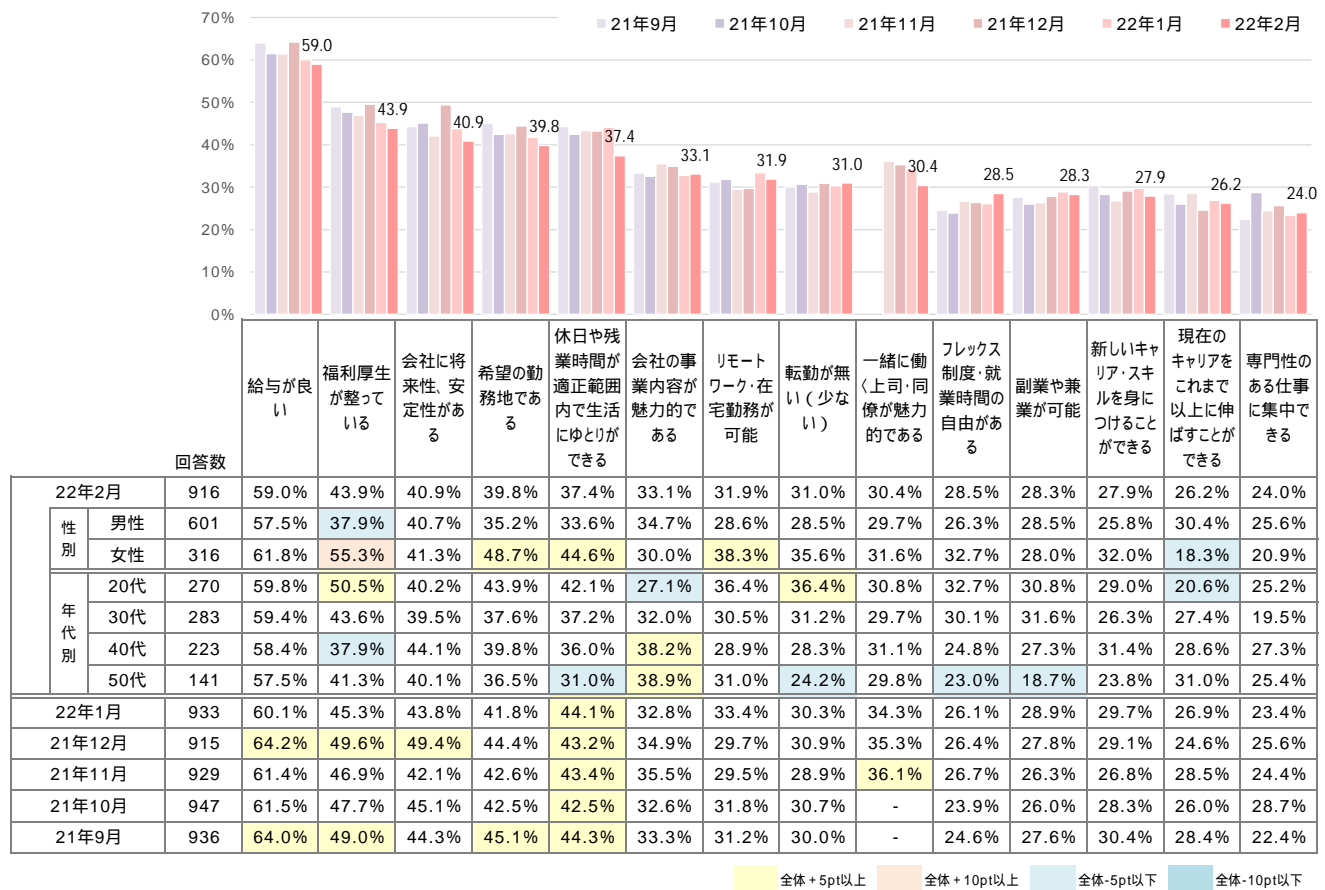 70%
21年9月 21年10月 21年11月 21年12月 22年1月 22年2月
60%
50%
40%
30%
20%
10%
0%
59.0 43.9 40.9 39.8 37.4 33.1 31.9 31.0 30.4 28.5 28.3 27.9 26.2 24.0
回答数
給与が良
い
福利厚生
が整って
いる
会社に将
来性、安
定性があ
る
希望の勤
務地であ
る
休日や残
業時間が
適正範囲
内で生活
にゆとりが
できる
会社の事
業内容が
魅力的で
ある
リモート
ワーク・在
宅勤務が
可能
転勤が無
い(少な
い)
一緒に働
く上司・同
僚が魅力
的である
フレックス
制度・就
業時間の
自由があ
る
副業や兼
業が可能
新しいキャ
リア・スキ
ルを身に
つけること
ができる
現在の
キャリアを
これまで
以上に伸
ばすことが
できる
専門性の
ある仕事
に集中で
きる
22年2月 916 59.0% 43.9% 40.9% 39.8% 37.4% 33.1% 31.9% 31.0% 30.4% 28.5% 28.3% 27.9% 26.2% 24.0%
性
別
男性 601 57.5% 37.9% 40.7% 35.2% 33.6% 34.7% 28.6% 28.5% 29.7% 26.3% 28.5% 25.8% 30.4% 25.6%
女性 316 61.8% 55.3% 41.3% 48.7% 44.6% 30.0% 38.3% 35.6% 31.6% 32.7% 28.0% 32.0% 18.3% 20.9%
年
代
別
20代 270 59.8% 50.5% 40.2% 43.9% 42.1% 27.1% 36.4% 36.4% 30.8% 32.7% 30.8% 29.0% 20.6% 25.2%
30代 283 59.4% 43.6% 39.5% 37.6% 37.2% 32.0% 30.5% 31.2% 29.7% 30.1% 31.6% 26.3% 27.4% 19.5%
40代 223 58.4% 37.9% 44.1% 39.8% 36.0% 38.2% 28.9% 28.3% 31.1% 24.8% 27.3% 31.4% 28.6% 27.3%
50代 141 57.5% 41.3% 40.1% 36.5% 31.0% 38.9% 31.0% 24.2% 29.8% 23.0% 18.7% 23.8% 31.0% 25.4%
22年1月 933 60.1% 45.3% 43.8% 41.8% 44.1% 32.8% 33.4% 30.3% 34.3% 26.1% 28.9% 29.7% 26.9% 23.4%
21年12月 915 64.2% 49.6% 49.4% 44.4% 43.2% 34.9% 29.7% 30.9% 35.3% 26.4% 27.8% 29.1% 24.6% 25.6%
21年11月 929 61.4% 46.9% 42.1% 42.6% 43.4% 35.5% 29.5% 28.9% 36.1% 26.7% 26.3% 26.8% 28.5% 24.4%
21年10月 947 61.5% 47.7% 45.1% 42.5% 42.5% 32.6% 31.8% 30.7% - 23.9% 26.0% 28.3% 26.0% 28.7%
21年9月 936 64.0% 49.0% 44.3% 45.1% 44.3% 33.3% 31.2% 30.0% - 24.6% 27.6% 30.4% 28.4% 22.4%
全体+5pt以上 全体+10pt以上 全体-5pt以下 全体-10pt以下